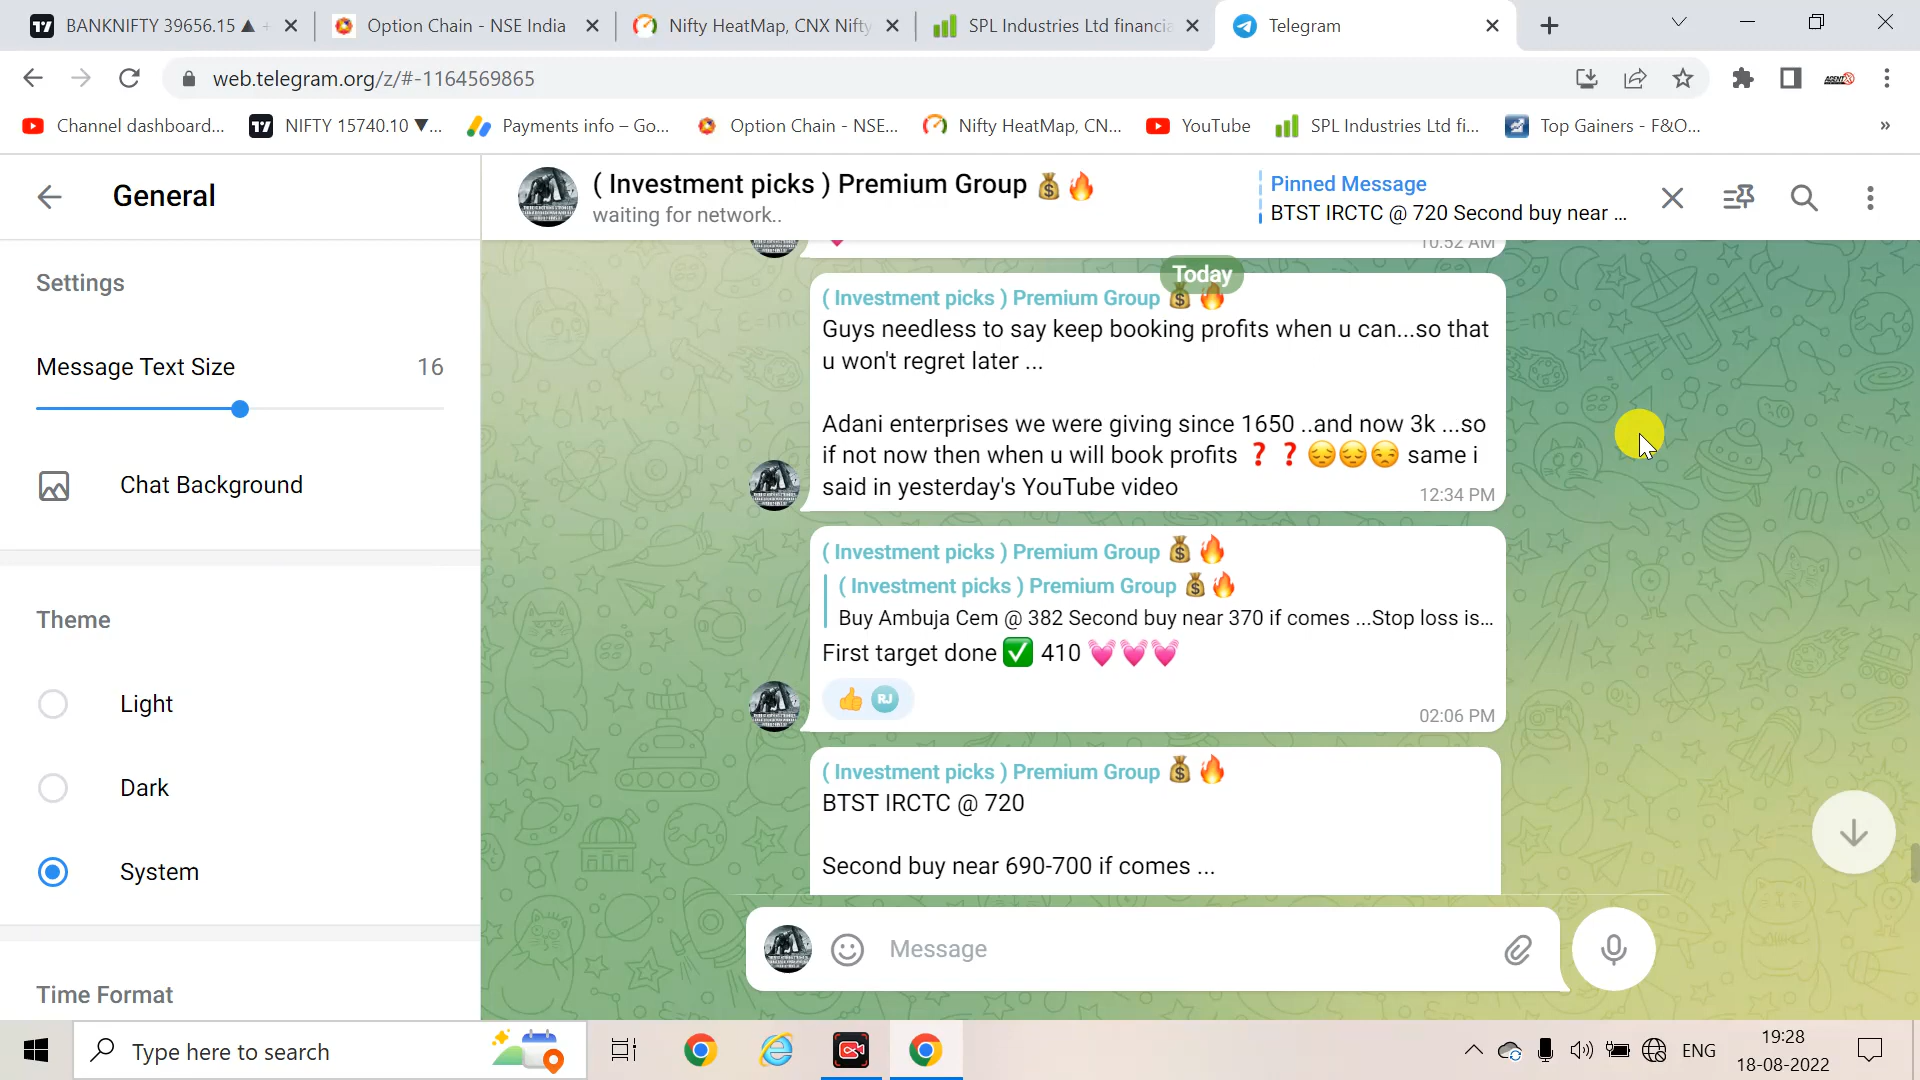 BANKNIFTY 39656.15 ▲ +
Option Chain - NSE India
Nifty HeatMap, CNX Nifty
SPL Industries Ltd financia
Telegram
web.telegram.org/z/#-1164569865
Channel dashboard...
NIFTY 15740.10 ▼...
Payments info – Go...
Option Chain - NSE...
Nifty HeatMap, CN...
YouTube
SPL Industries Ltd fi...
Top Gainers - F&O...
»
General
( Investment picks ) Premium Group 💰🔥
waiting for network..
Pinned Message
BTST IRCTC @ 720 Second buy near ...
Settings
Message Text Size 16
Chat Background
Theme
Light
Dark
System
Time Format
10:52 AM
Today
( Investment picks ) Premium Group 💰🔥
Guys needless to say keep booking profits when u can...so that
u won't regret later ...
Adani enterprises we were giving since 1650 ..and now 3k ...so
if not now then when u will book profits ❓ ❓ 😔😔😒 same i
said in yesterday's YouTube video
12:34 PM
( Investment picks ) Premium Group 💰🔥
( Investment picks ) Premium Group 💰🔥
Buy Ambuja Cem @ 382 Second buy near 370 if comes ...Stop loss is...
First target done ✅ 410 💓💓💓
👍 RJ
02:06 PM
( Investment picks ) Premium Group 💰🔥
BTST IRCTC @ 720
Second buy near 690-700 if comes ...
Message
Type here to search
ENG
19:28
18-08-2022